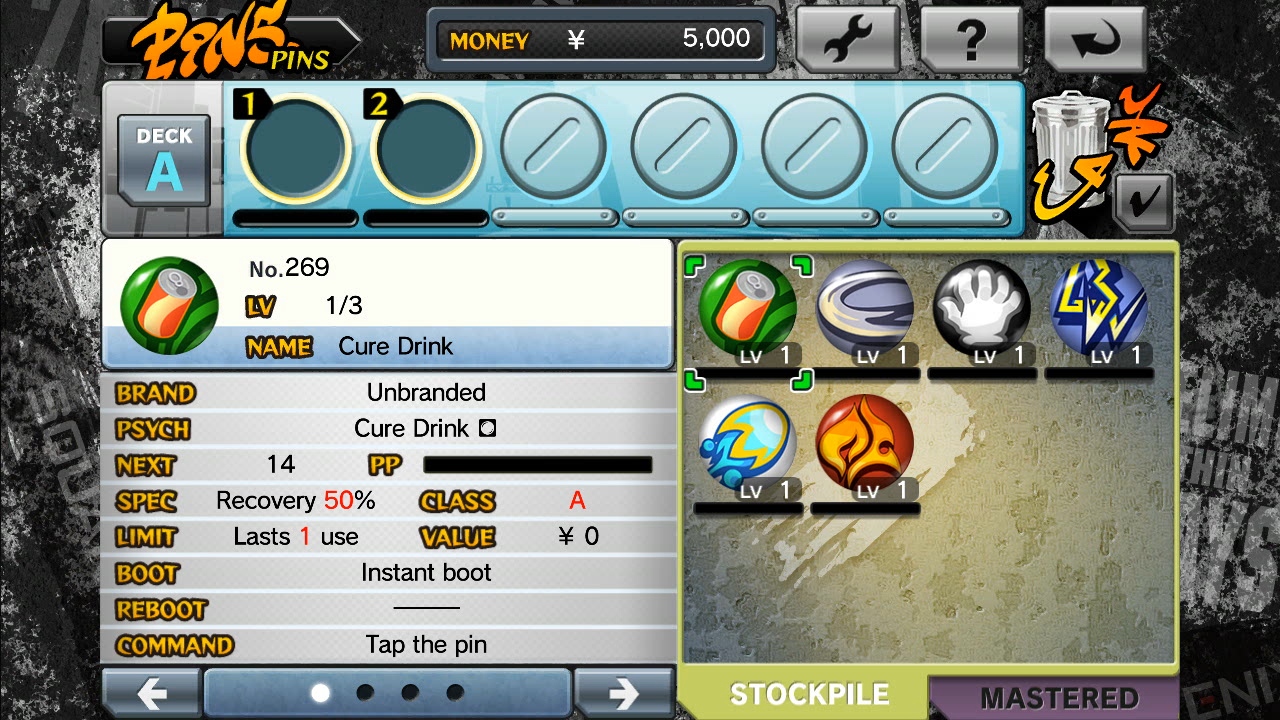 PINS
PINS
MONEY ¥ 5,000
?
DECK
A
1
2
No.269
LV 1/3
NAME Cure Drink
BRAND Unbranded
PSYCH Cure Drink
NEXT 14 PP
SPEC Recovery 50% CLASS A
LIMIT Lasts 1 use VALUE ¥ 0
BOOT Instant boot
REBOOT
COMMAND Tap the pin
LV 1
LV 1
LV 1
LV 1
LV 1
LV 1
STOCKPILE
MASTERED